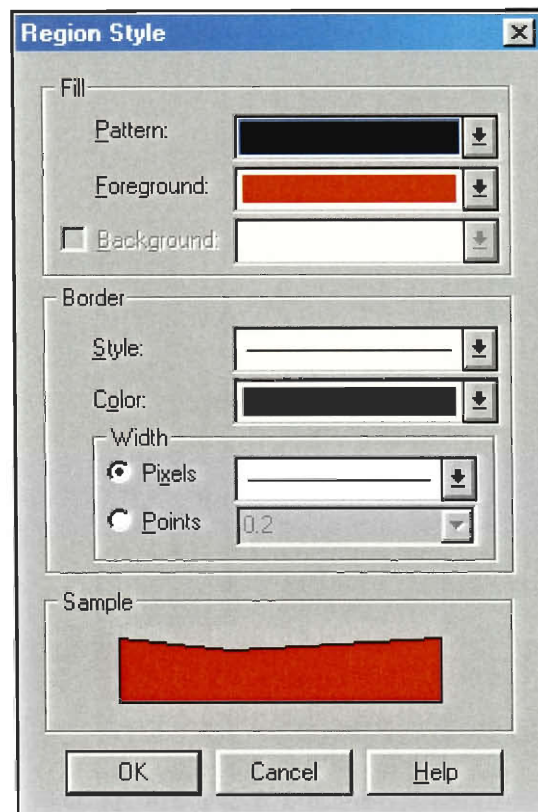 Region Style
Fill
Pattern:
Foreground:
Background:
Border
Style:
Color:
Width
Pixels
Points
0.2
Sample
OK
Cancel
Help